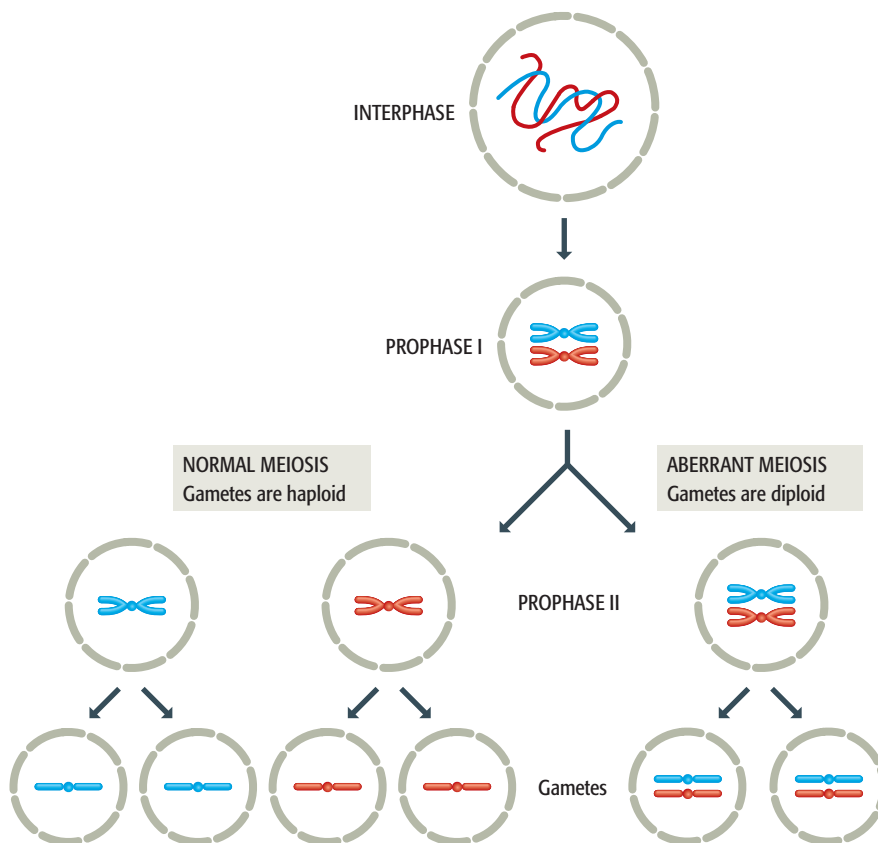 INTERPHASE
PROPHASE I
NORMAL MEIOSIS
Gametes are haploid
ABERRANT MEIOSIS
Gametes are diploid
PROPHASE II
Gametes